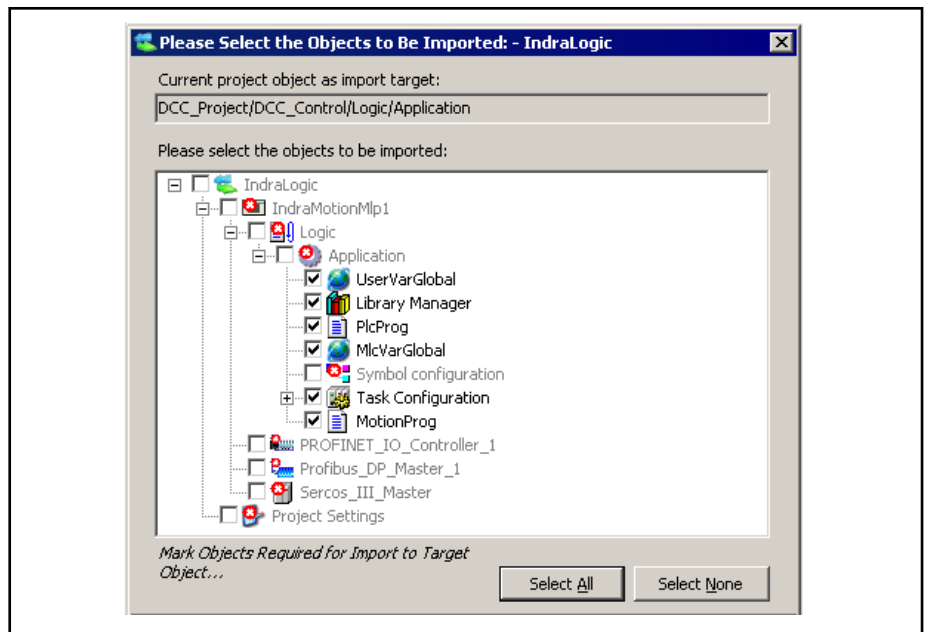 Please Select the Objects to Be Imported: - IndraLogic
Current project object as import target:
DCC_Project/DCC_Control/Logic/Application
Please select the objects to be imported:
IndraLogic
IndraMotionMlp1
Logic
Application
UserVarGlobal
Library Manager
PlcProg
MlcVarGlobal
Symbol configuration
Task Configuration
MotionProg
PROFINET_IO_Controller_1
Profibus_DP_Master_1
Sercos_III_Master
Project Settings
Mark Objects Required for Import to Target
Object...
Select All
Select None